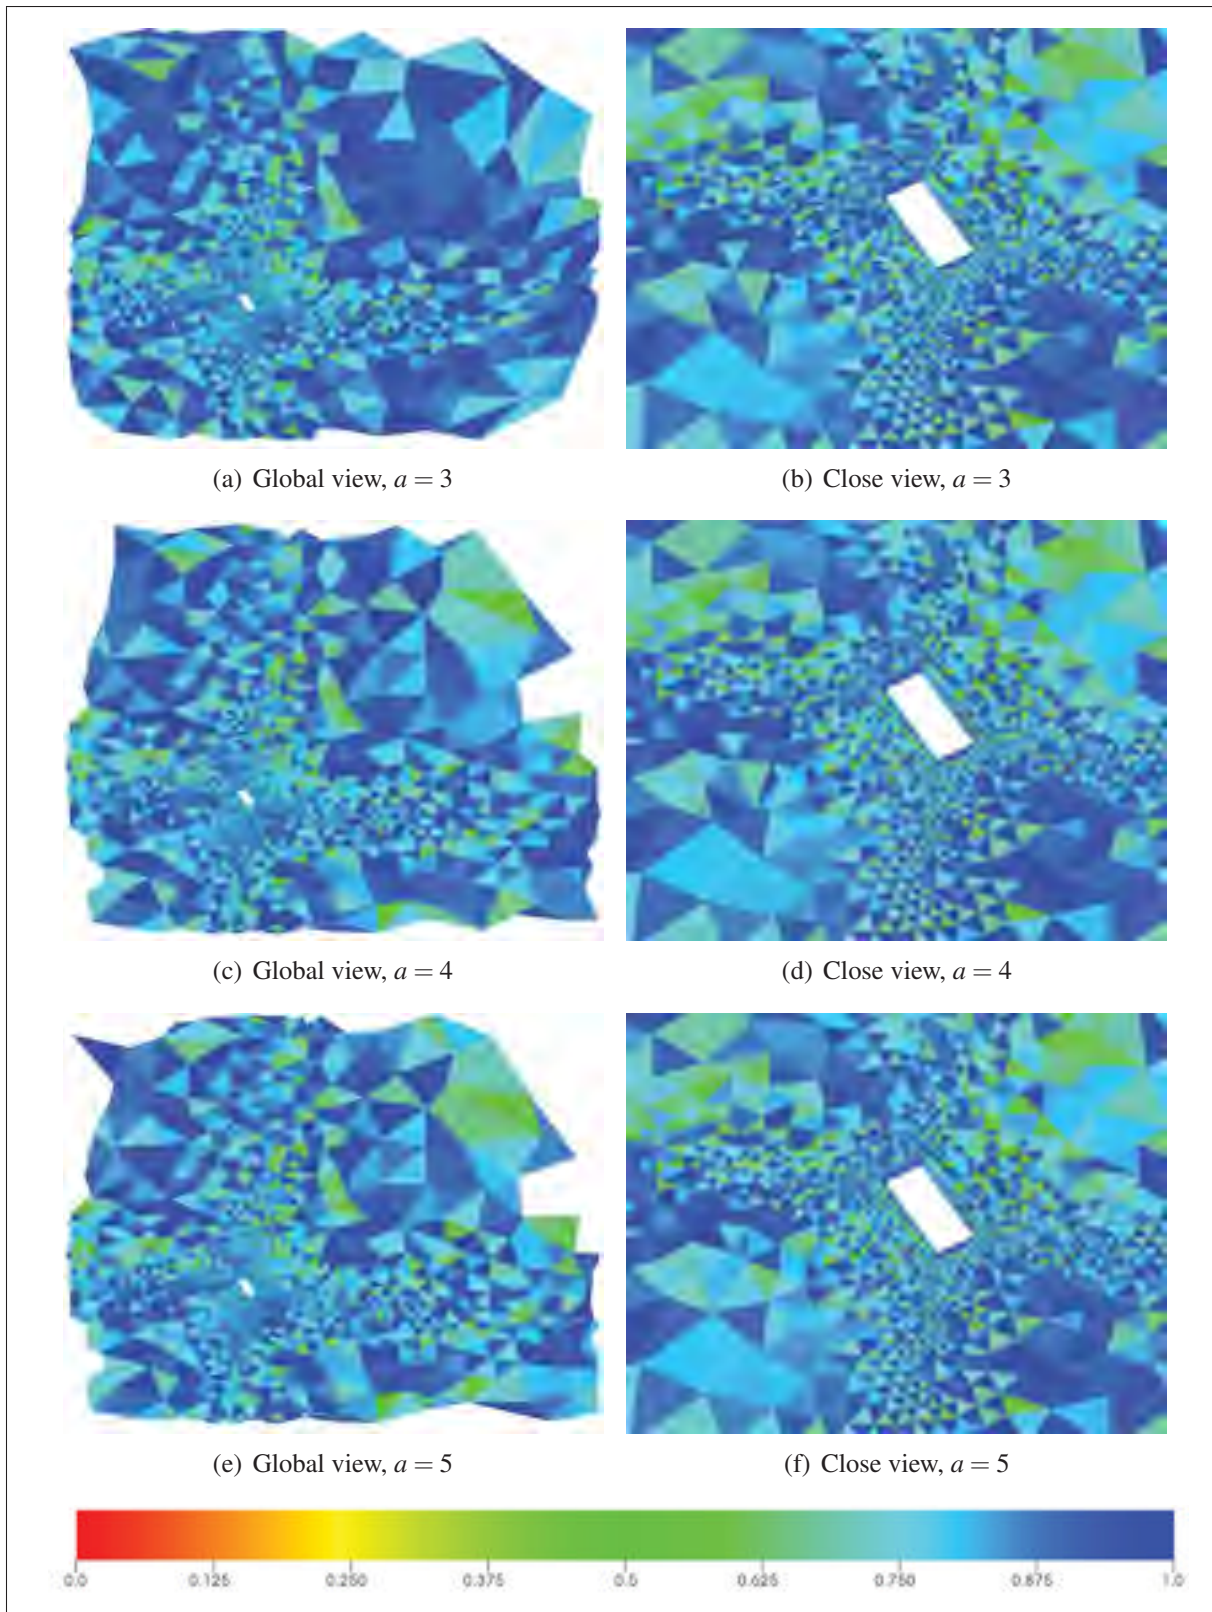 (a) Global view, a = 3
(b) Close view, a = 3
(c) Global view, a = 4
(d) Close view, a = 4
(e) Global view, a = 5
(f) Close view, a = 5
0.0 0.125 0.250 0.375 0.5 0.625 0.750 0.875 1.0